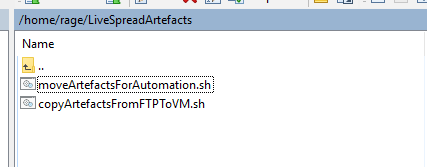 /home/rage/LiveSpreadArtefacts
Name
..
moveArtefactsForAutomation.sh
copyArtefactsFromFTPToVM.sh